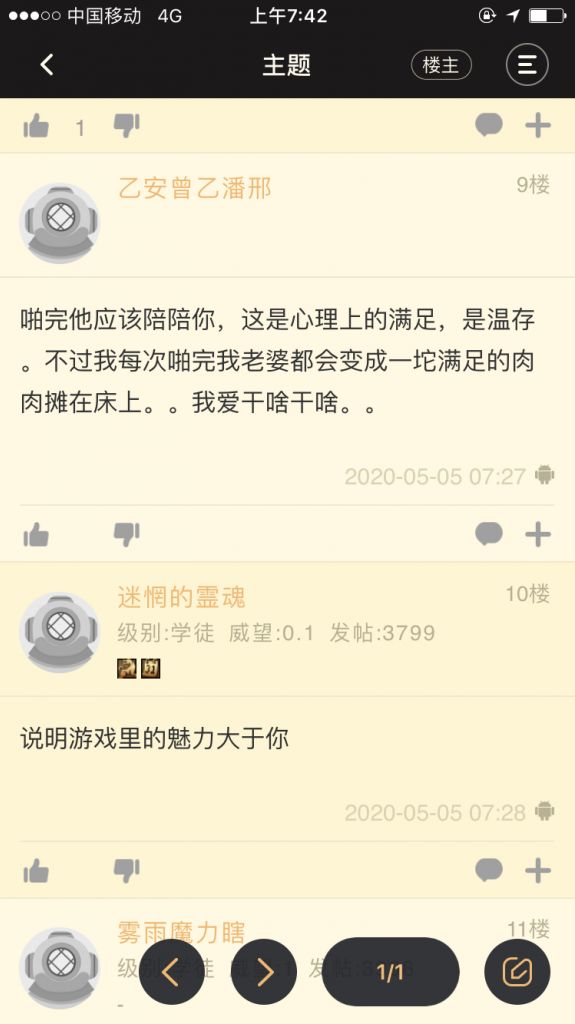 中国移动 4G 上午7:42
主题 楼主
1
乙安曾乙潘邢 9楼
啪完他应该陪陪你，这是心理上的满足，是温存
。不过我每次啪完我老婆都会变成一坨满足的肉
肉摊在床上。。我爱干啥干啥。。
2020-05-05 07:27
迷惘的霊魂 10楼
级别:学徒 威望:0.1 发帖:3799
说明游戏里的魅力大于你
2020-05-05 07:28
雾雨魔力瞎 11楼
级别:学徒 威望:1 发帖:3
1/1
-